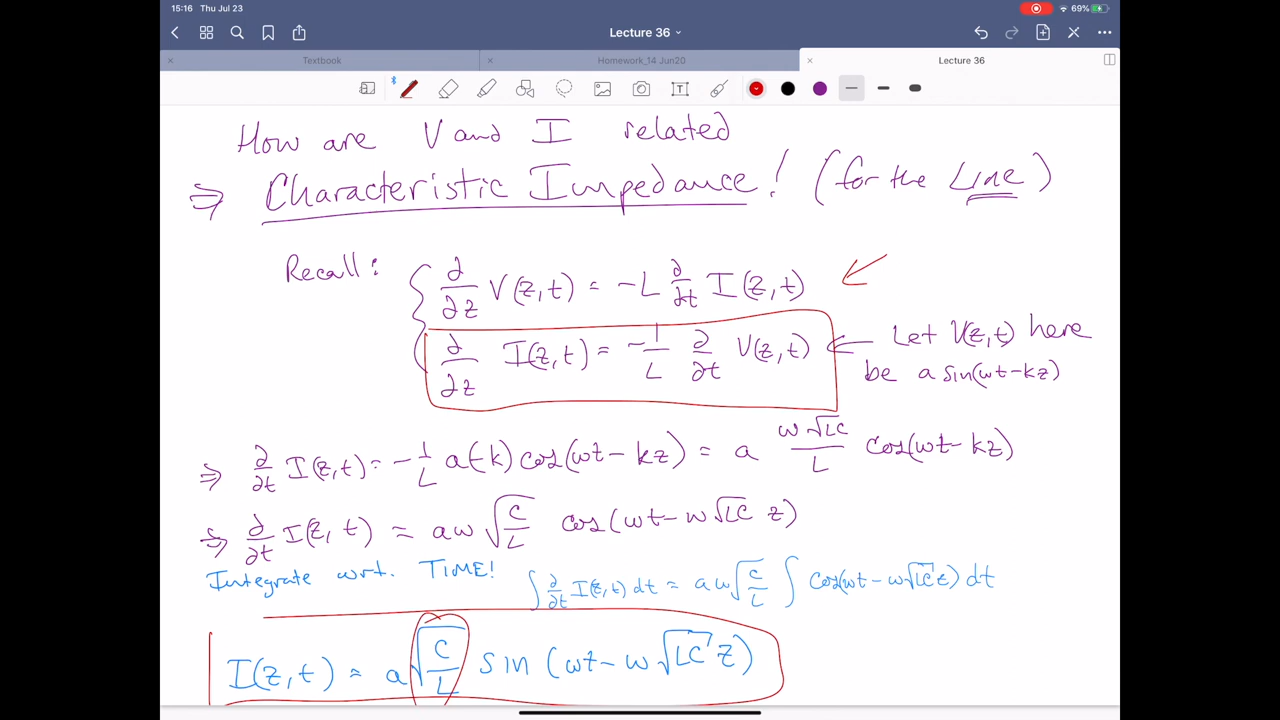 15:16 Thu Jul 23
69%
Lecture 36
Textbook
Homework_14 Jun20
Lecture 36
How are V and I related
⇒ Characteristic Impedance! (for the Line)
Recall: { ∂/∂z V(z,t) = -L ∂/∂t I(z,t) ←
∂/∂z I(z,t) = -1/L ∂/∂t V(z,t) ← Let V(z,t) here
be a sin(ωt-kz)
⇒ ∂/∂t I(z,t) = -1/L a(-k) cos(ωt-kz) = a ω√LC/L cos(ωt-kz)
⇒ ∂/∂t I(z,t) = aω √C/L cos(ωt-ω√LC z)
Integrate wrt. TIME! ∫ ∂/∂t I(z,t) dt = aω√C/L ∫ cos(ωt-ω√LC z) dt
I(z,t) = a√C/L sin (ωt-ω√LC z)